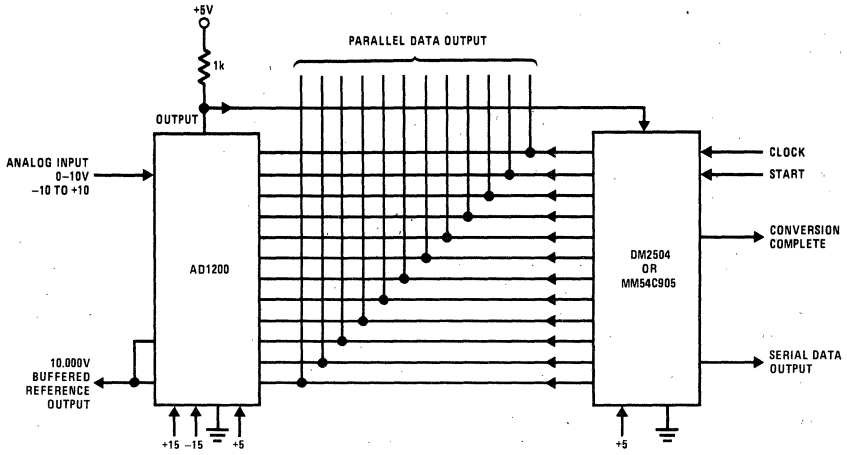 +5V
1k
PARALLEL DATA OUTPUT
OUTPUT
ANALOG INPUT
0–10V
–10 TO +10
AD1200
10.000V
BUFFERED
REFERENCE
OUTPUT
+15 –15 +5
CLOCK
START
CONVERSION
COMPLETE
DM2504
OR
MM54C905
SERIAL DATA
OUTPUT
+5